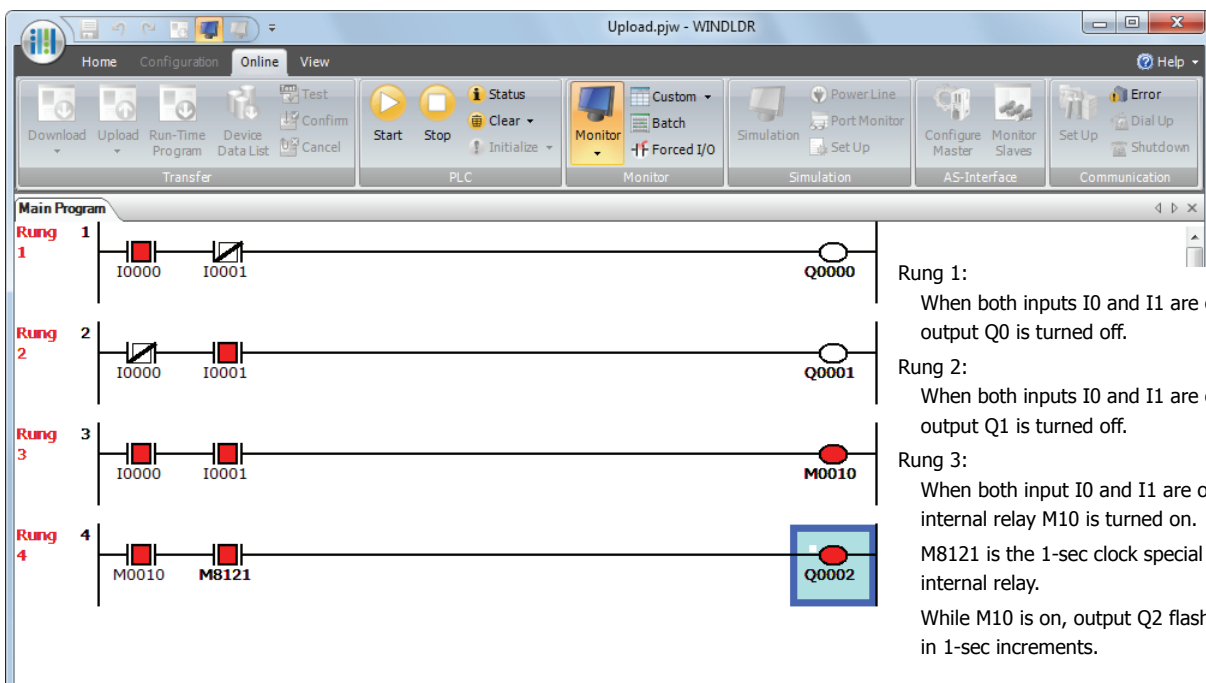 Upload.pjw - WINDLDR
Home Configuration Online View Help
Download Upload Run-Time Program Device Data List Test Confirm Cancel
Transfer
Start Stop Status Clear Initialize
PLC
Monitor Custom Batch Forced I/O
Monitor
Simulation Power Line Port Monitor Set Up
Simulation
Configure Master Monitor Slaves
AS-Interface
Set Up Error Dial Up Shutdown
Communication
Main Program
Rung 1
1
I0000 I0001 Q0000
Rung 2
2
I0000 I0001 Q0001
Rung 3
3
I0000 I0001 M0010
Rung 4
4
M0010 M8121 Q0002
Rung 1:
When both inputs I0 and I1 are
output Q0 is turned off.
Rung 2:
When both inputs I0 and I1 are
output Q1 is turned off.
Rung 3:
When both input I0 and I1 are
internal relay M10 is turned on.
M8121 is the 1-sec clock special
internal relay.
While M10 is on, output Q2 flash
in 1-sec increments.